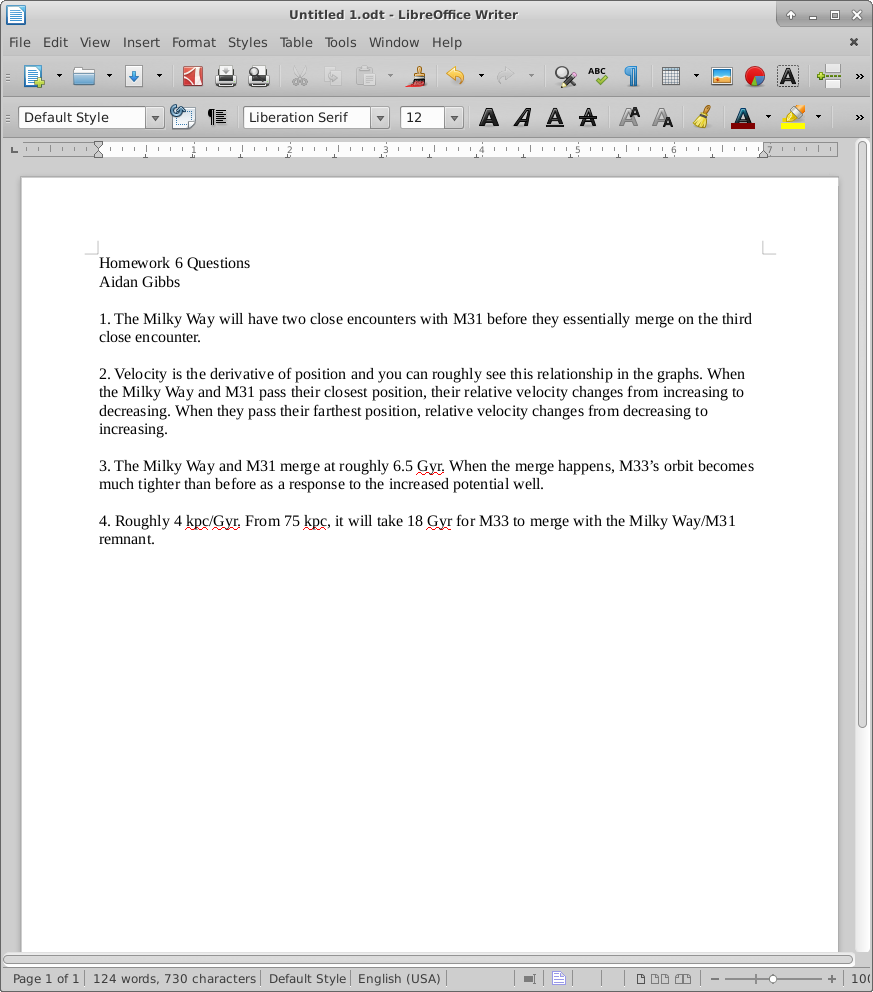 Untitled 1.odt - LibreOffice Writer
File Edit View Insert Format Styles Table Tools Window Help
ABC
Default Style Liberation Serif 12
1 2 3 4 5 6 7
Homework 6 Questions
Aidan Gibbs
1. The Milky Way will have two close encounters with M31 before they essentially merge on the third
close encounter.
2. Velocity is the derivative of position and you can roughly see this relationship in the graphs. When
the Milky Way and M31 pass their closest position, their relative velocity changes from increasing to
decreasing. When they pass their farthest position, relative velocity changes from decreasing to
increasing.
3. The Milky Way and M31 merge at roughly 6.5 Gyr. When the merge happens, M33’s orbit becomes
much tighter than before as a response to the increased potential well.
4. Roughly 4 kpc/Gyr. From 75 kpc, it will take 18 Gyr for M33 to merge with the Milky Way/M31
remnant.
Page 1 of 1 124 words, 730 characters Default Style English (USA)